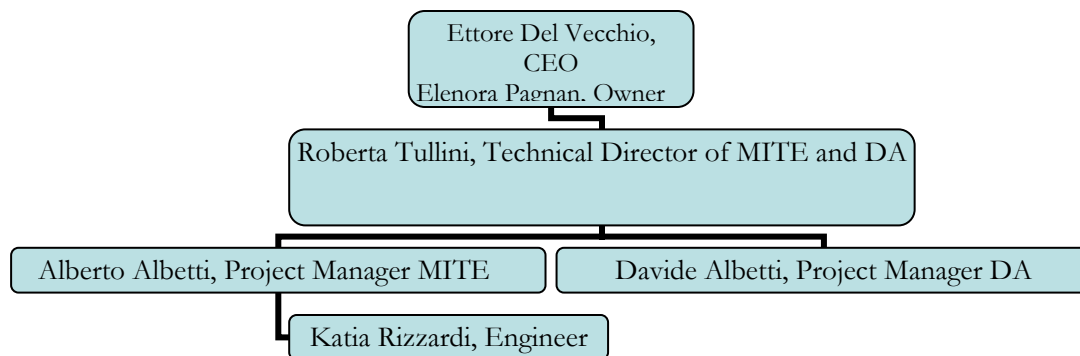 Ettore Del Vecchio,
CEO
Elenora Pagnan, Owner
Roberta Tullini, Technical Director of MITE and DA
Alberto Albetti, Project Manager MITE
Davide Albetti, Project Manager DA
Katia Rizzardi, Engineer